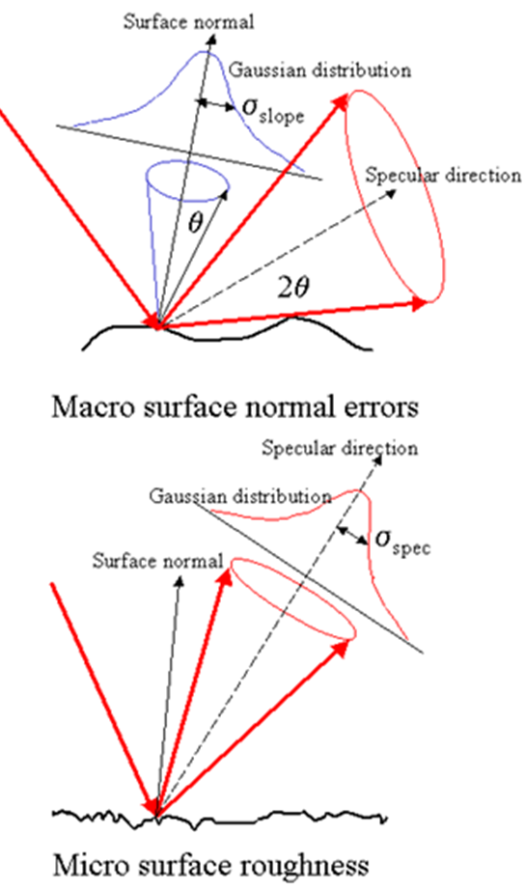 Surface normal
Gaussian distribution
σslope
Specular direction
θ
2θ
Macro surface normal errors
Specular direction
Gaussian distribution
σspec
Surface normal
Micro surface roughness